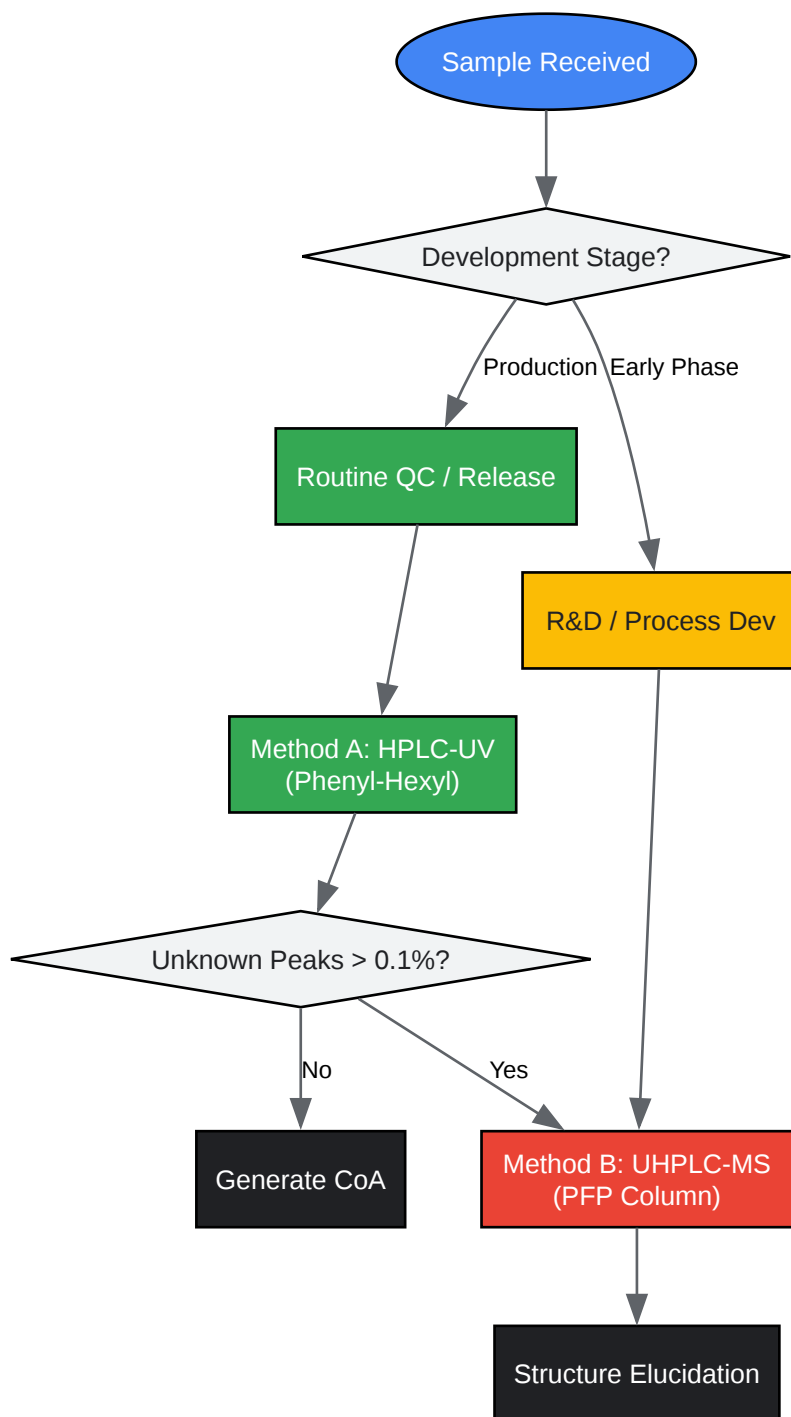 Sample Received
Development Stage?
Production
Early Phase
Routine QC / Release
R&D / Process Dev
Method A: HPLC-UV
(Phenyl-Hexyl)
Unknown Peaks > 0.1%?
No
Yes
Generate CoA
Method B: UHPLC-MS
(PFP Column)
Structure Elucidation